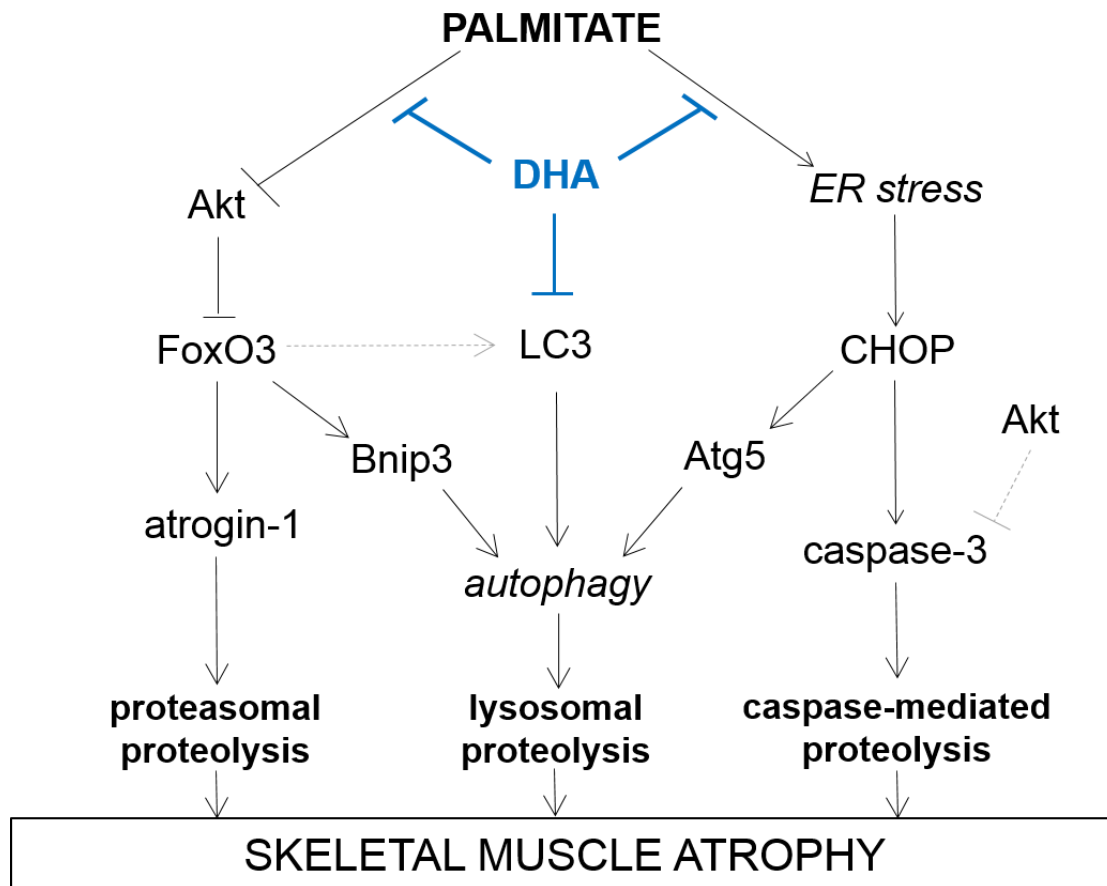 PALMITATE
DHA
Akt
ER stress
FoxO3
LC3
CHOP
Akt
Bnip3
Atg5
atrogin-1
caspase-3
autophagy
proteasomal
proteolysis
lysosomal
proteolysis
caspase-mediated
proteolysis
SKELETAL MUSCLE ATROPHY